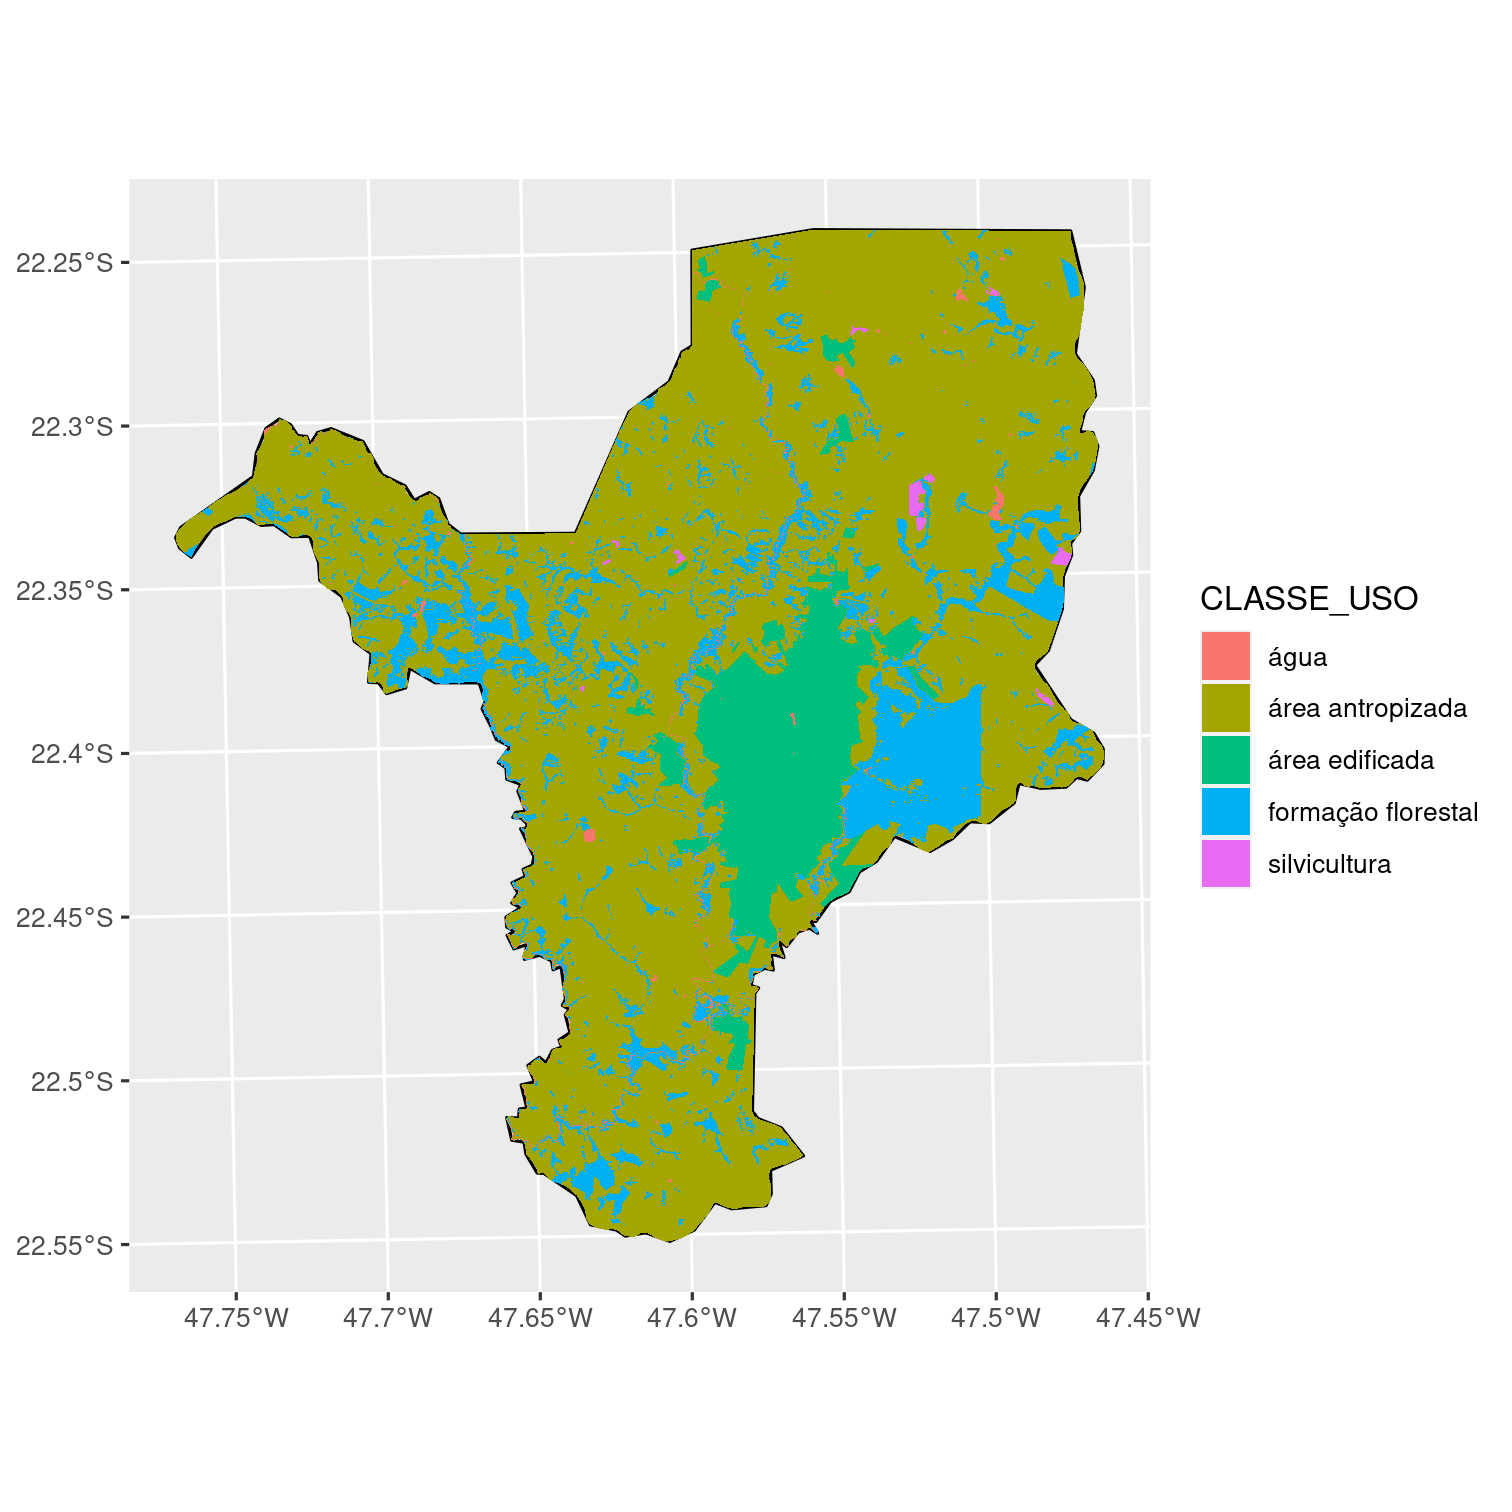 22.25°S
22.3°S
22.35°S
22.4°S
22.45°S
22.5°S
22.55°S
47.75°W 47.7°W 47.65°W 47.6°W 47.55°W 47.5°W 47.45°W
CLASSE_USO
água
área antropizada
área edificada
formação florestal
silvicultura